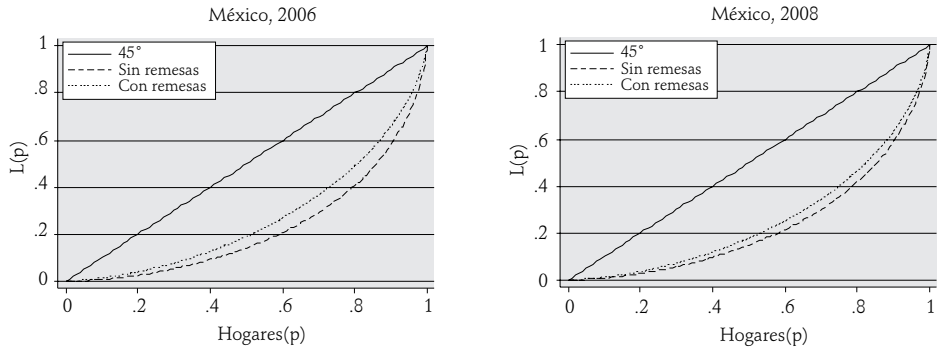 México, 2006
1
.8
.6
.4
.2
0
L(p)
45°
Sin remesas
Con remesas
0
.2
.4
.6
.8
1
Hogares(p)
México, 2008
1
.8
.6
.4
.2
0
L(p)
45°
Sin remesas
Con remesas
0
.2
.4
.6
.8
1
Hogares(p)